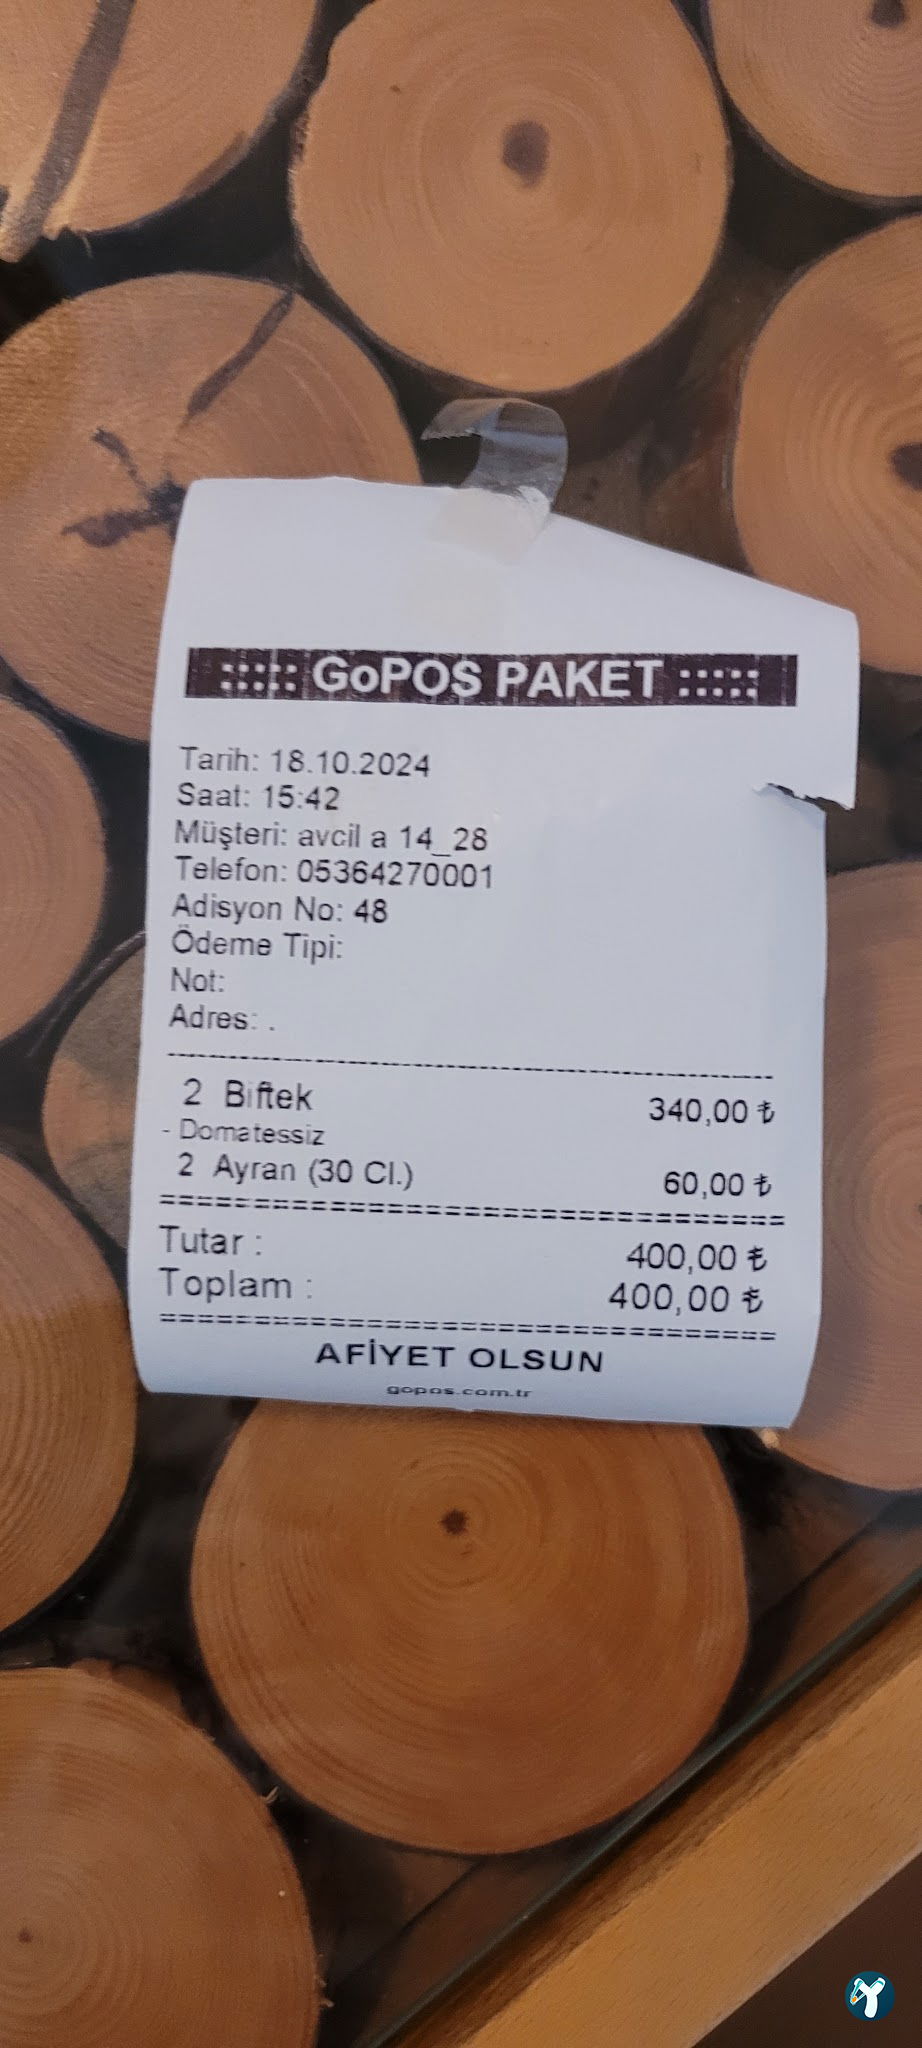 GoPOS PAKET
Tarih: 18.10.2024
Saat: 15:42
Müşteri: avcil a 14_28
Telefon: 05364270001
Adisyon No: 48
Ödeme Tipi:
Not:
Adres: .
2 Biftek 340,00 ₺
- Domatessiz
2 Ayran (30 Cl.) 60,00 ₺
Tutar : 400,00 ₺
Toplam : 400,00 ₺
AFİYET OLSUN
gopos.com.tr